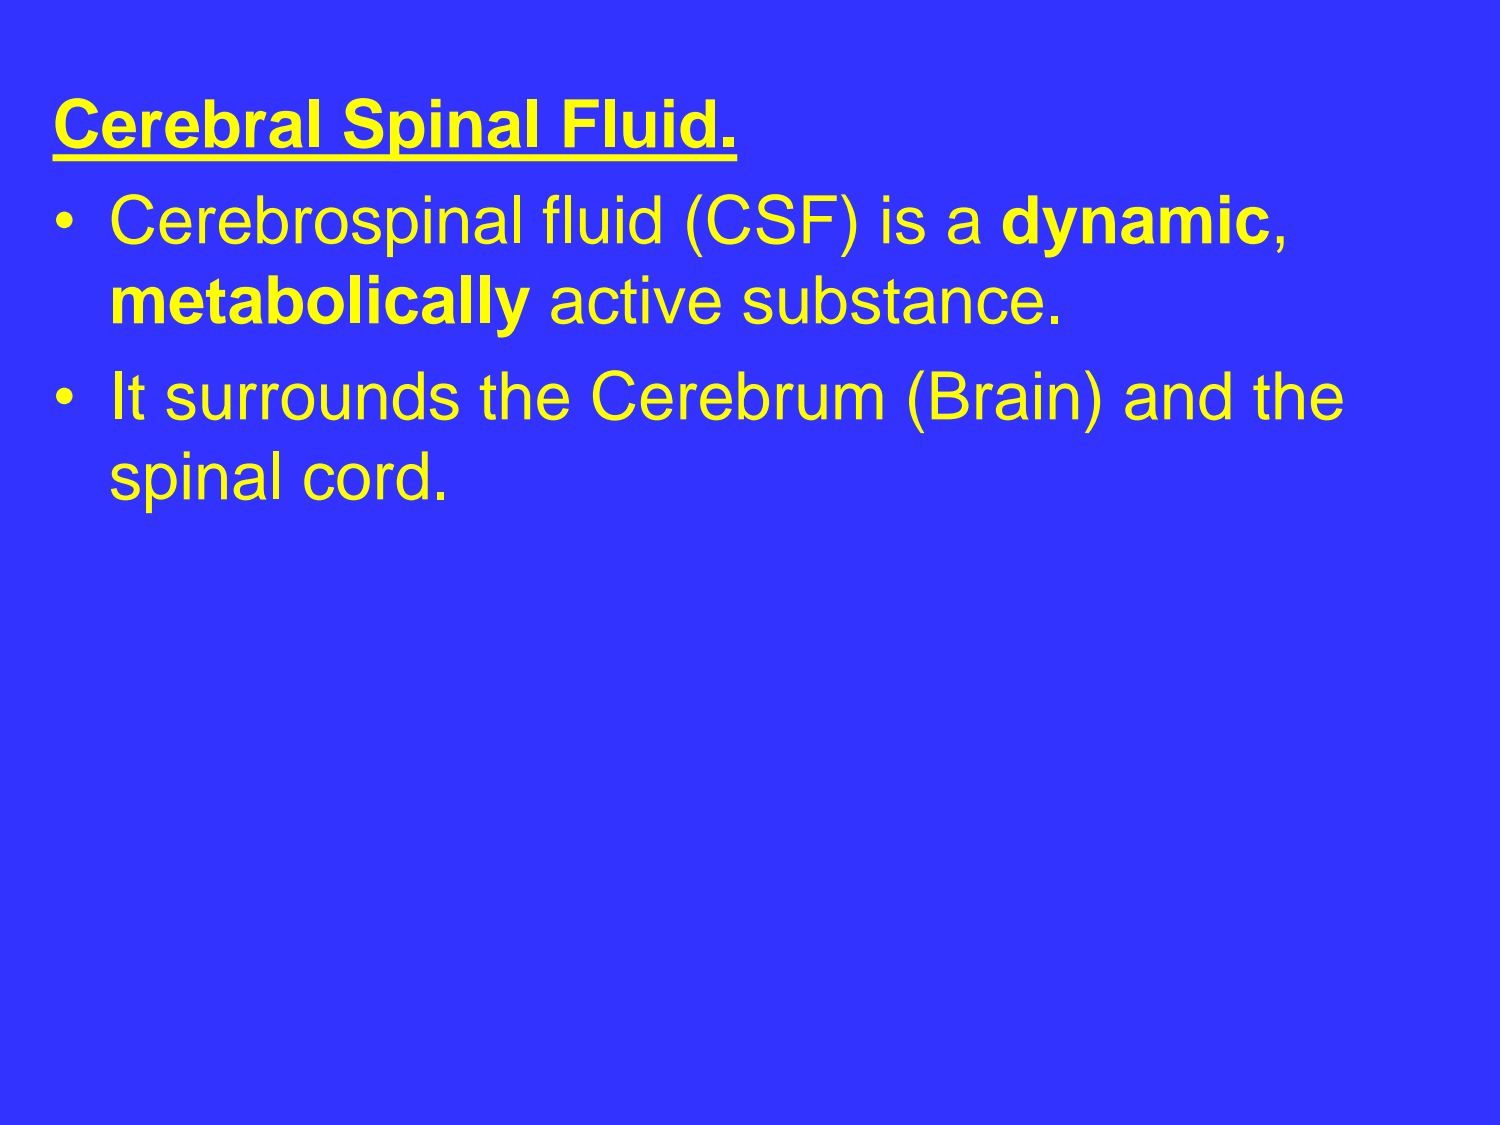 Cerebral Spinal Fluid.
• Cerebrospinal fluid (CSF) is a dynamic,
metabolically active substance.
• It surrounds the Cerebrum (Brain) and the
spinal cord.